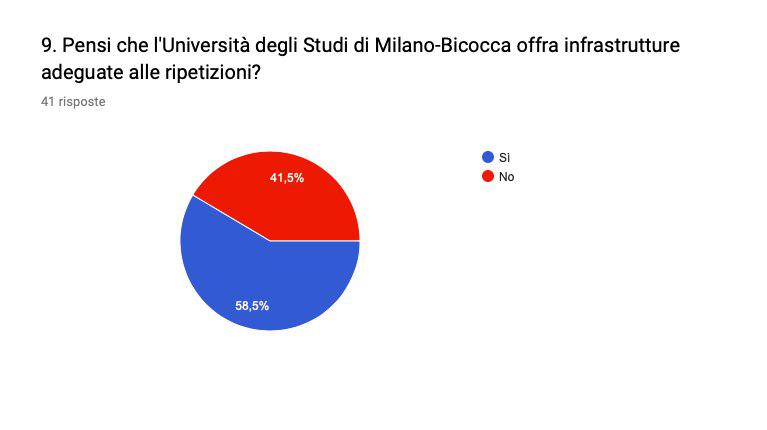 9. Pensi che l'Università degli Studi di Milano-Bicocca offra infrastrutture
adeguate alle ripetizioni?
41 risposte
Sì
No
41,5%
58,5%